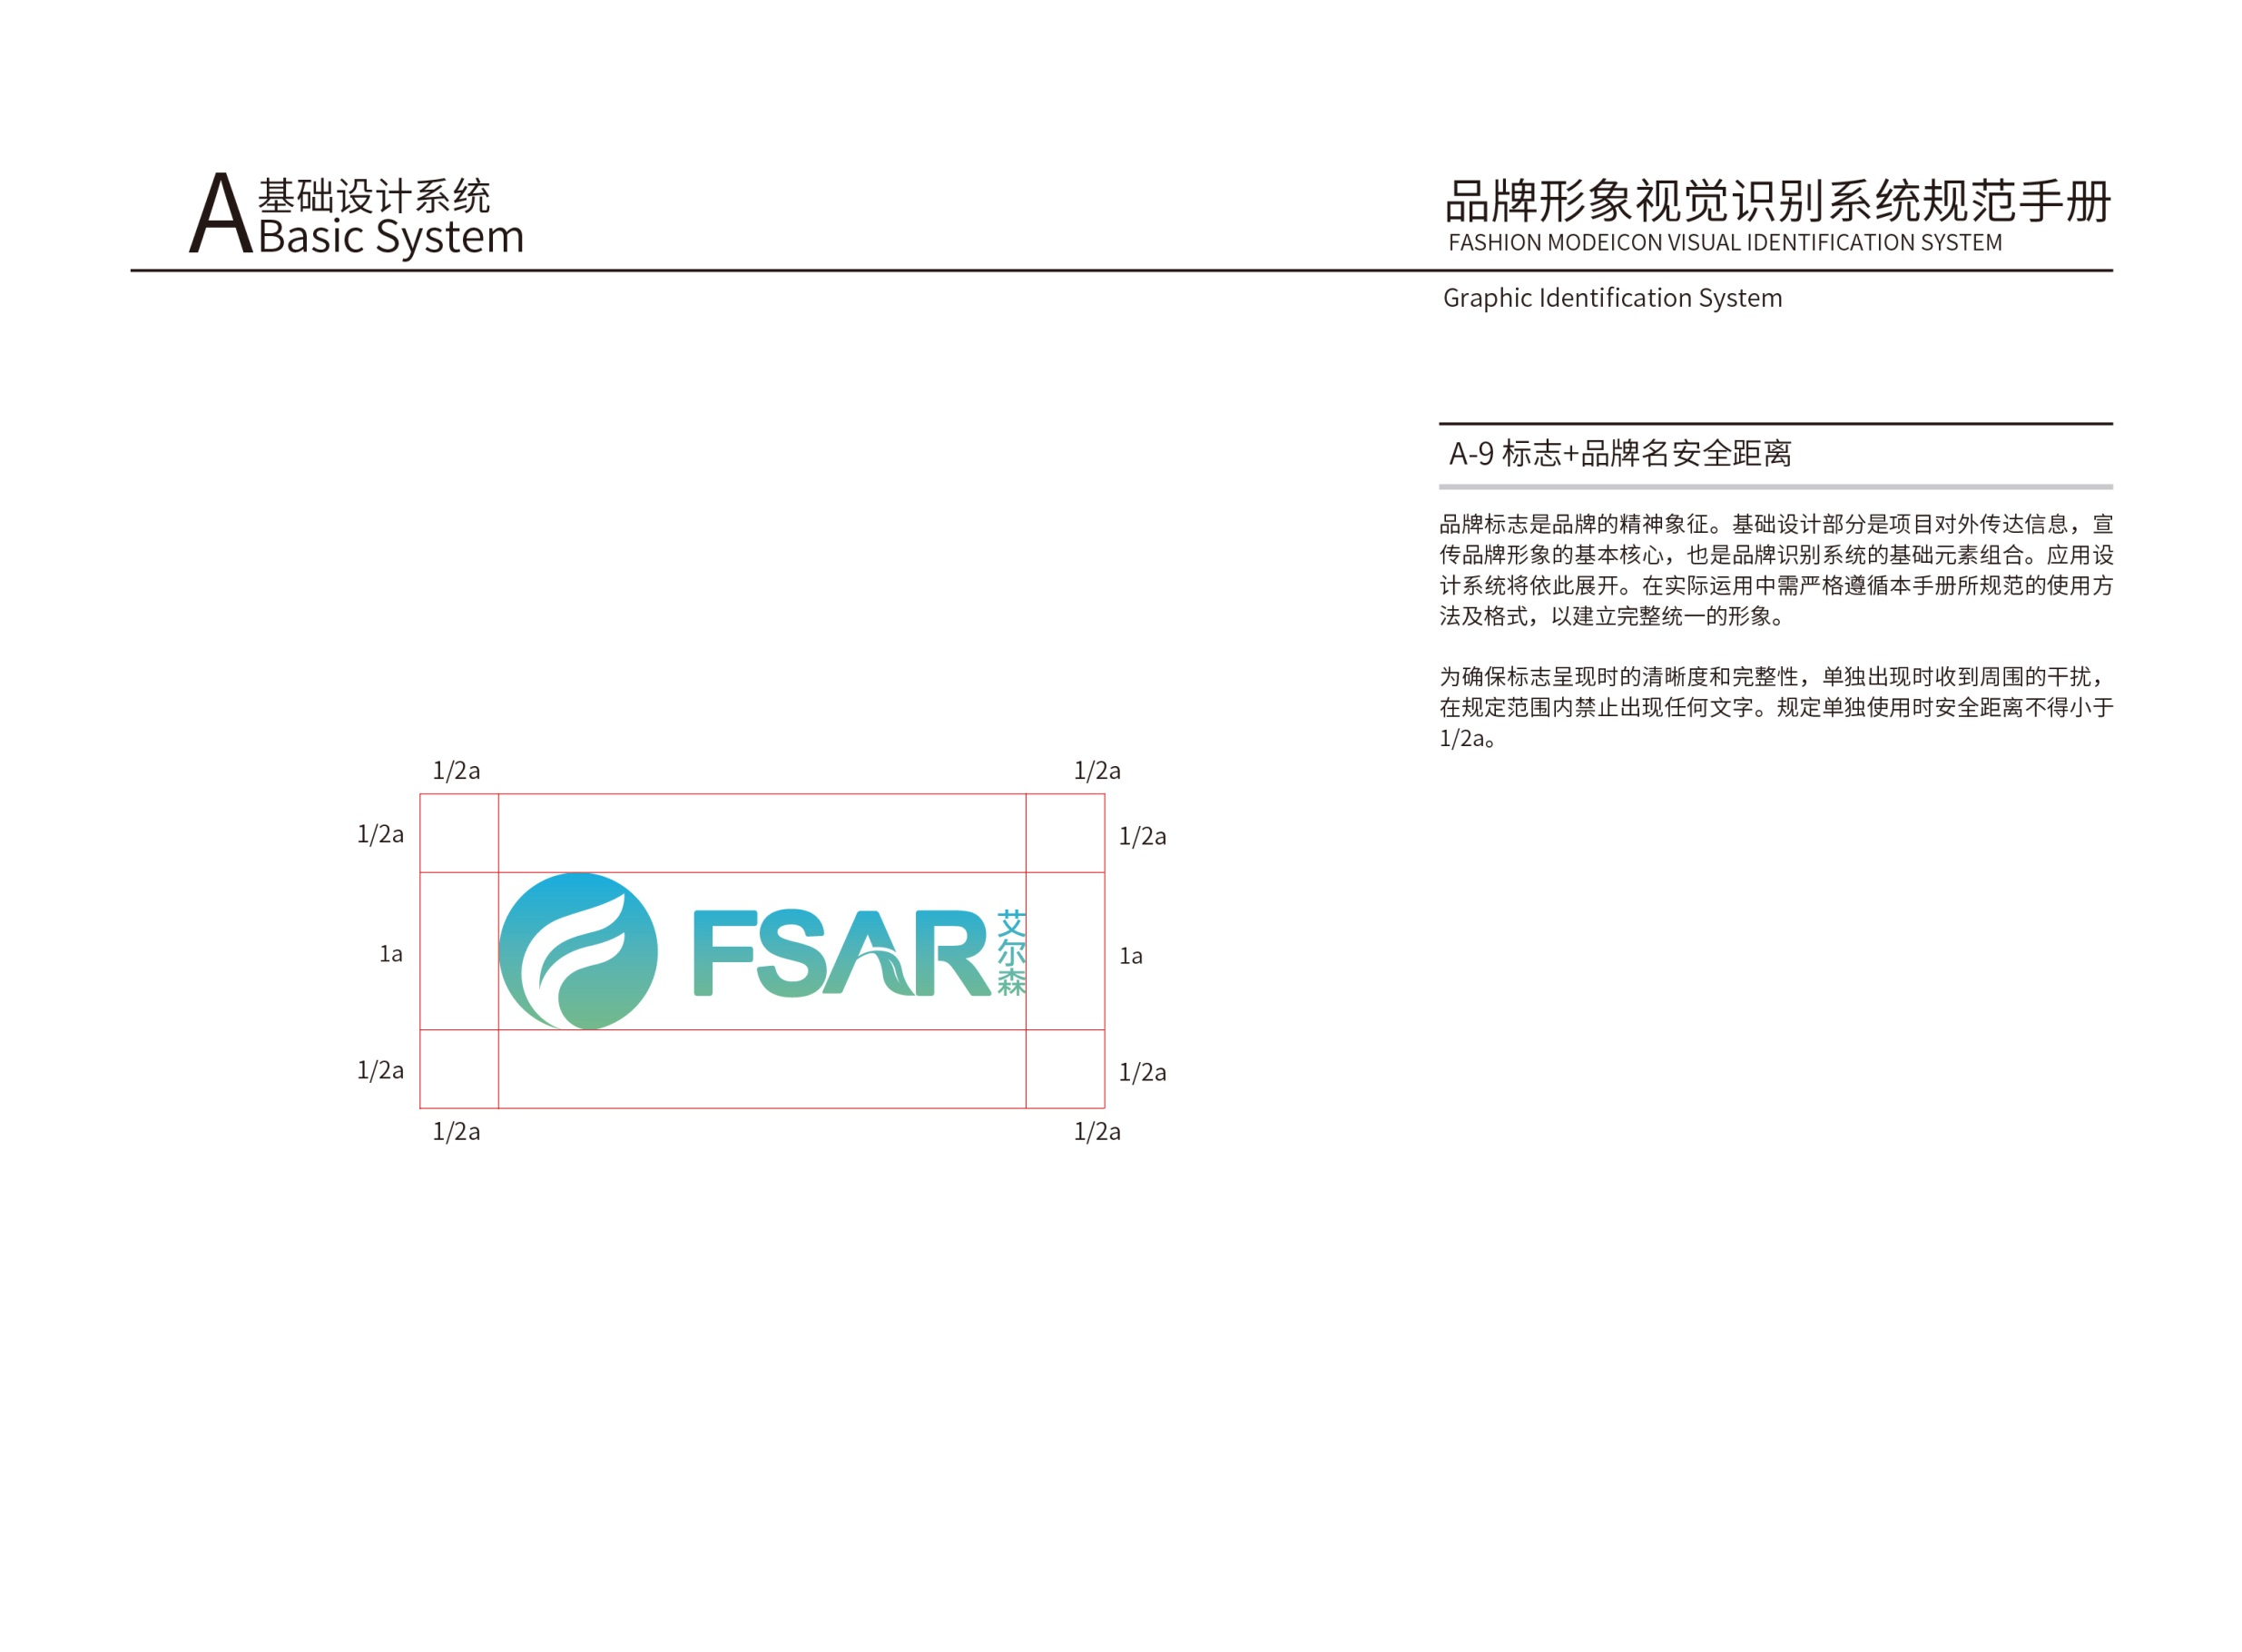 A
基础设计系统
Basic System
品牌形象视觉识别系统规范手册
FASHION MODEICON VISUAL IDENTIFICATION SYSTEM
Graphic Identification System
A-9 标志+品牌名安全距离
品牌标志是品牌的精神象征。基础设计部分是项目对外传达信息，宣
传品牌形象的基本核心，也是品牌识别系统的基础元素组合。应用设
计系统将依此展开。在实际运用中需严格遵循本手册所规范的使用方
法及格式，以建立完整统一的形象。
为确保标志呈现时的清晰度和完整性，单独出现时收到周围的干扰，
在规定范围内禁止出现任何文字。规定单独使用时安全距离不得小于
1/2a。
1/2a
1/2a
1/2a
1/2a
1a
FSAR
艾尔森
1a
1/2a
1/2a
1/2a
1/2a